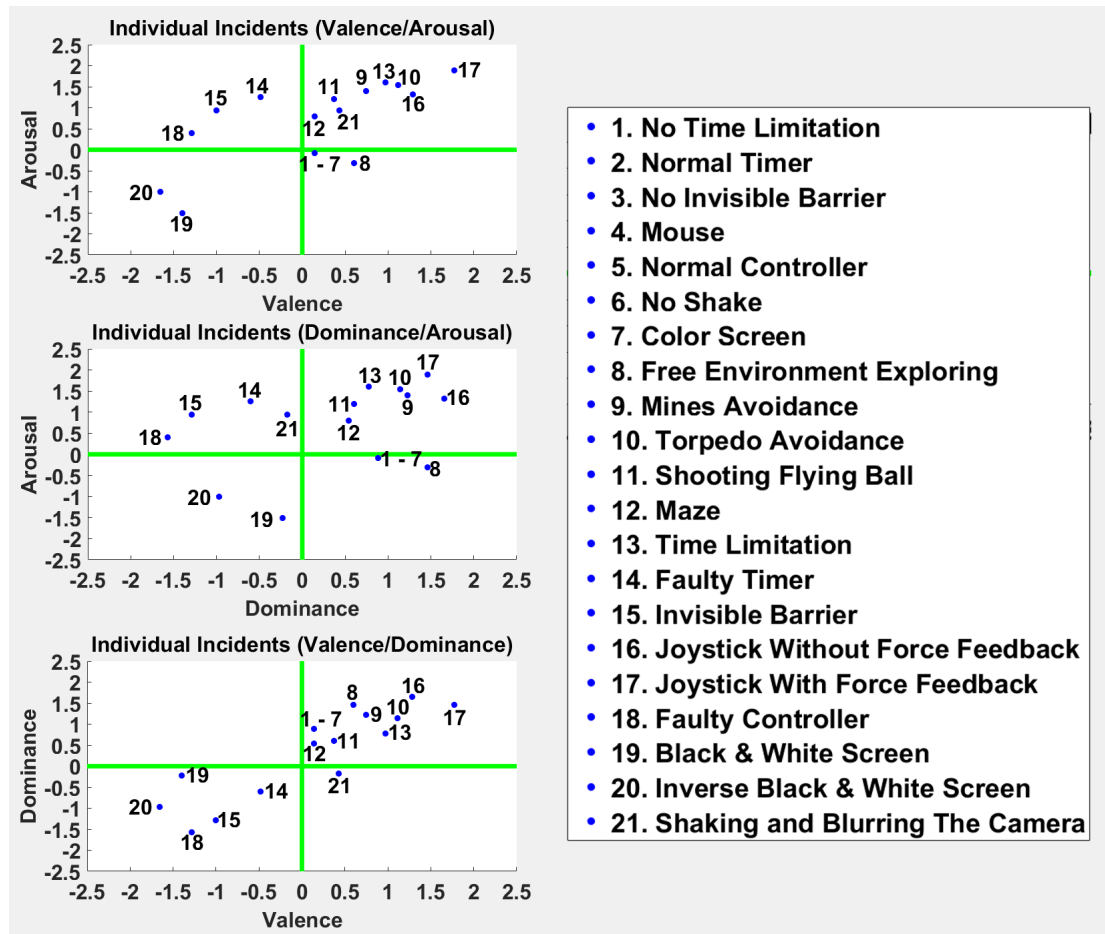 Individual Incidents (Valence/Arousal)
2.5
2
1.5
1
0.5
0
-0.5
-1
-1.5
-2
-2.5
Arousal
17
13
10
9
16
11
14
15
21
12
18
1 - 7
8
20
19
-2.5 -2 -1.5 -1 -0.5 0 0.5 1 1.5 2 2.5
Valence
Individual Incidents (Dominance/Arousal)
2.5
2
1.5
1
0.5
0
-0.5
-1
-1.5
-2
-2.5
Arousal
17
13
10
16
9
14
11
15
21
12
18
1 - 7
8
20
19
-2.5 -2 -1.5 -1 -0.5 0 0.5 1 1.5 2 2.5
Dominance
Individual Incidents (Valence/Dominance)
2.5
2
1.5
1
0.5
0
-0.5
-1
-1.5
-2
-2.5
Dominance
16
8
10
1 - 7
9
17
13
11
12
19
21
14
20
15
18
-2.5 -2 -1.5 -1 -0.5 0 0.5 1 1.5 2 2.5
Valence
1. No Time Limitation
2. Normal Timer
3. No Invisible Barrier
4. Mouse
5. Normal Controller
6. No Shake
7. Color Screen
8. Free Environment Exploring
9. Mines Avoidance
10. Torpedo Avoidance
11. Shooting Flying Ball
12. Maze
13. Time Limitation
14. Faulty Timer
15. Invisible Barrier
16. Joystick Without Force Feedback
17. Joystick With Force Feedback
18. Faulty Controller
19. Black & White Screen
20. Inverse Black & White Screen
21. Shaking and Blurring The Camera